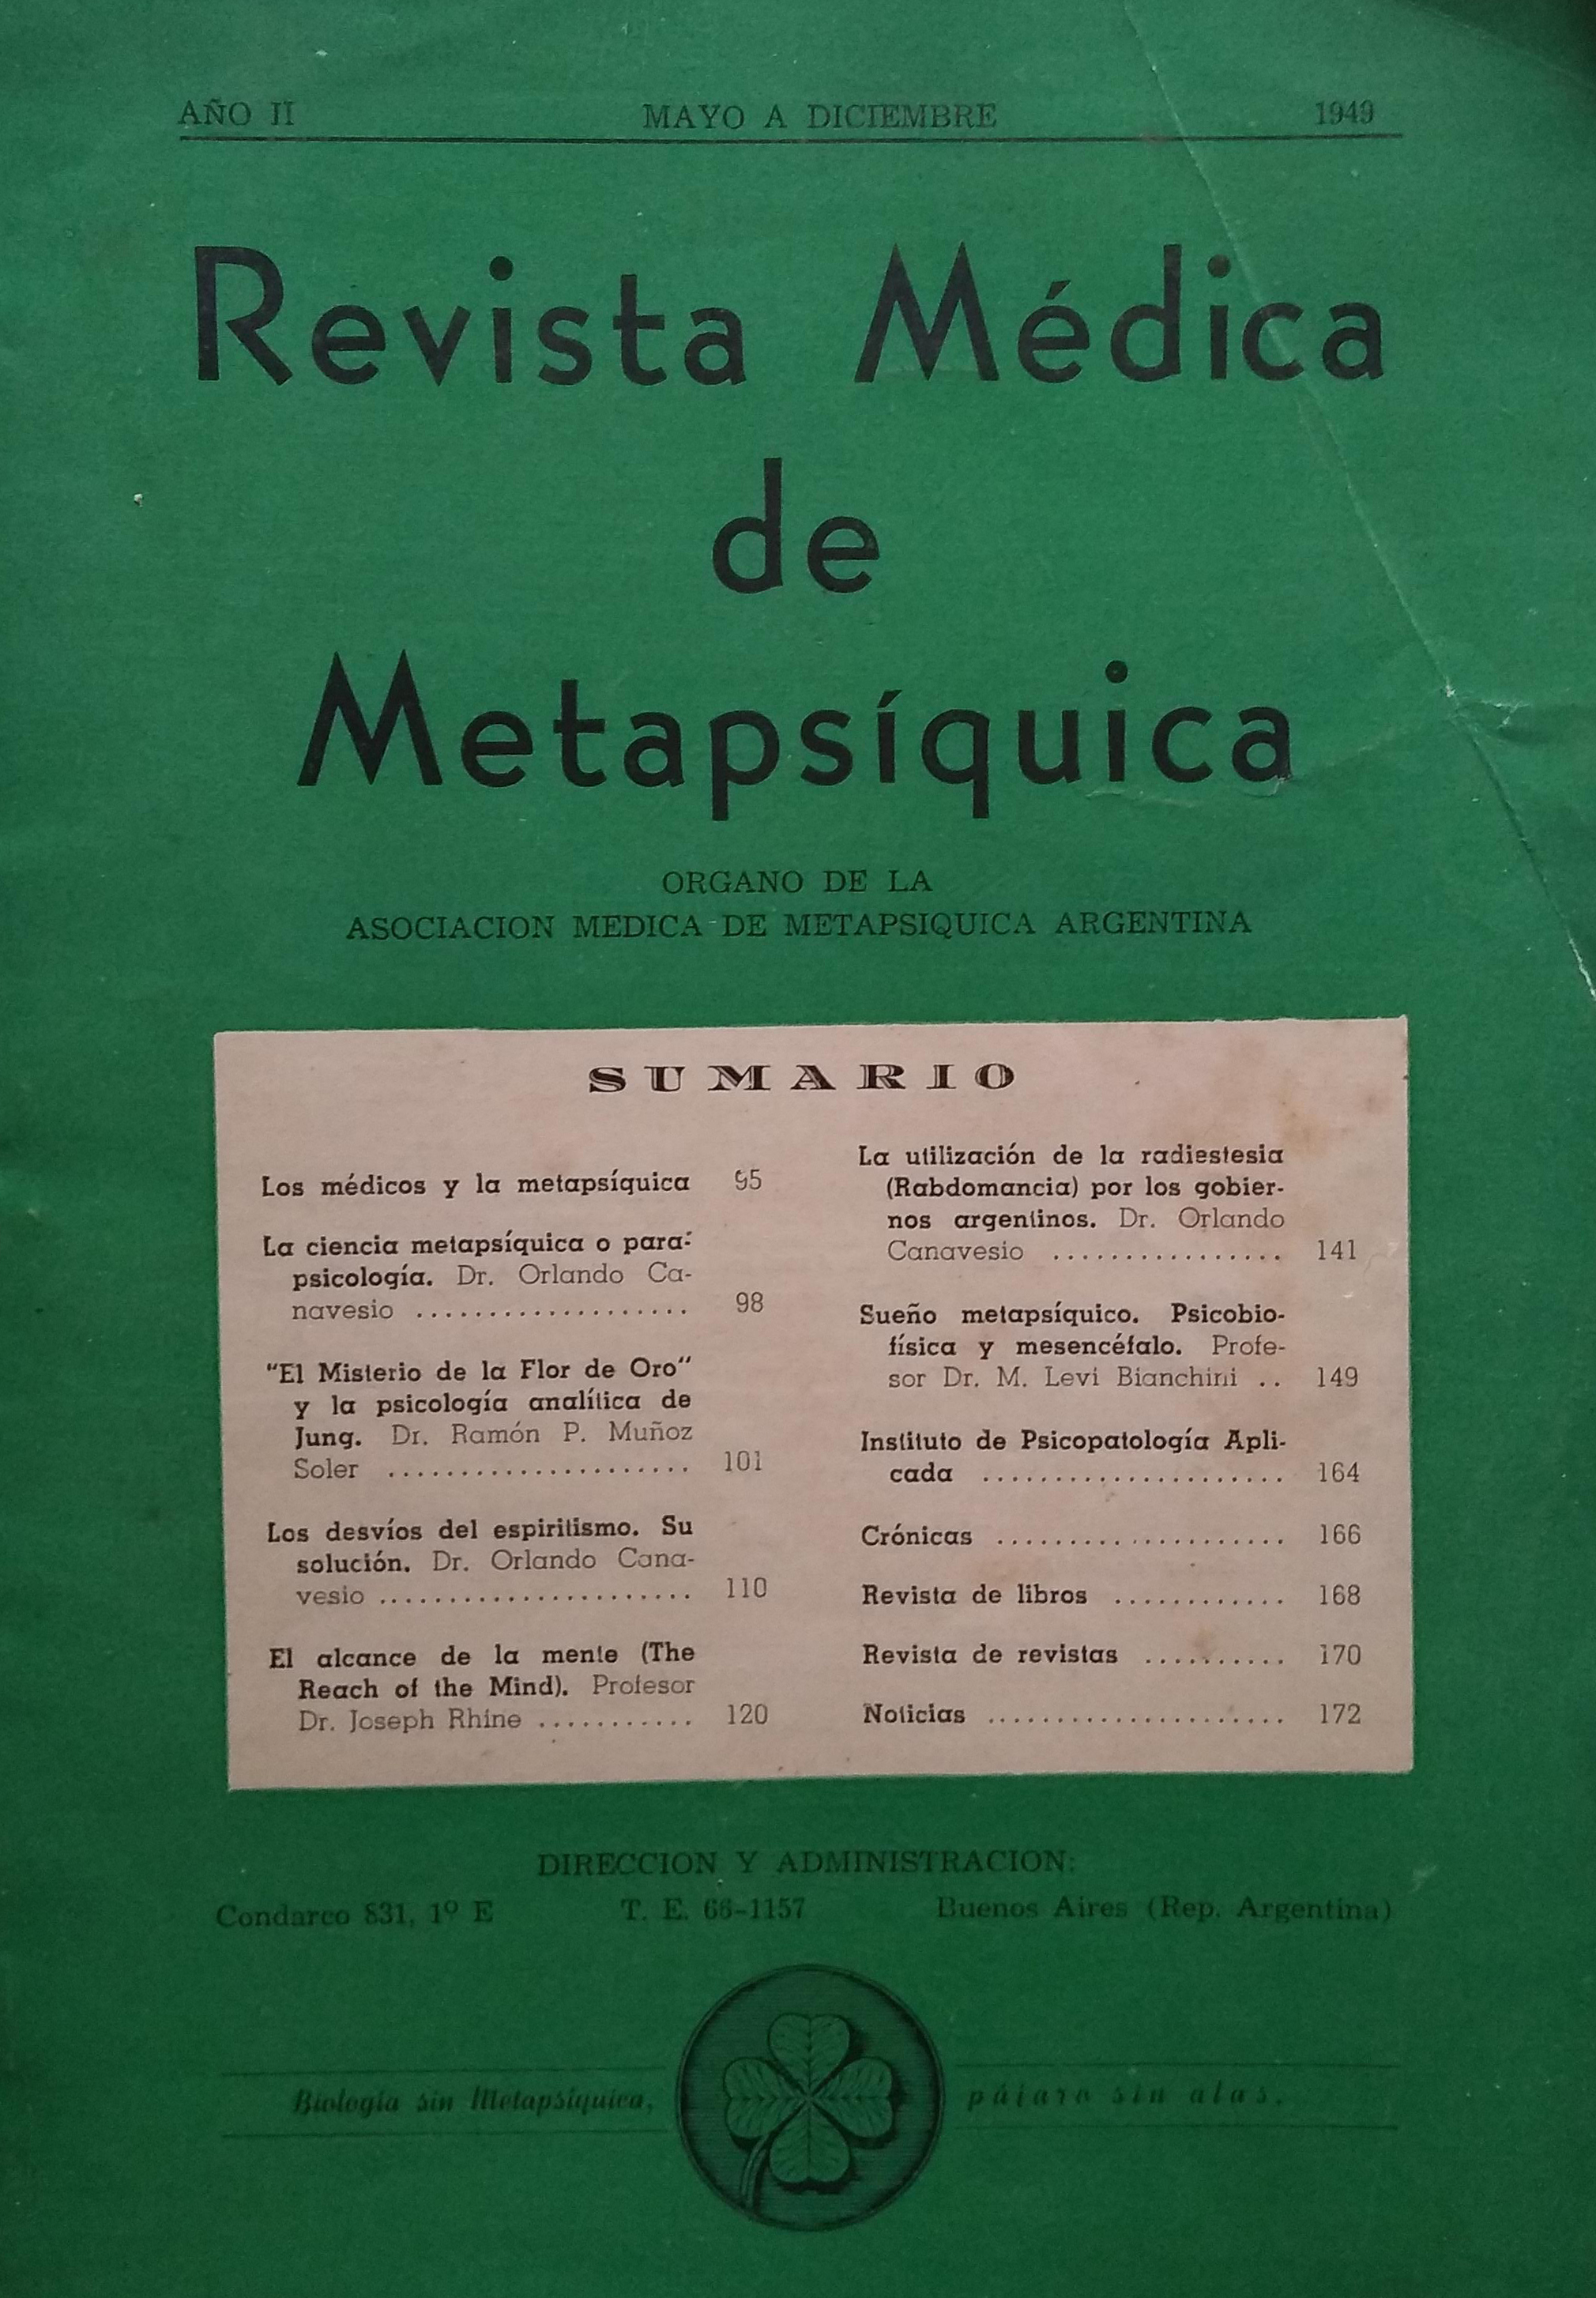 AÑO II MAYO A DICIEMBRE 1949
Revista Médica
de
Metapsíquica
ORGANO DE LA
ASOCIACION MEDICA DE METAPSIQUICA ARGENTINA
SUMARIO
Los médicos y la metapsíquica 95
La ciencia metapsíquica o para-
psicología. Dr. Orlando Ca-
navesio .................... 98
"El Misterio de la Flor de Oro"
y la psicología analítica de
Jung. Dr. Ramón P. Muñoz
Soler ...................... 101
Los desvíos del espiritismo. Su
solución. Dr. Orlando Cana-
vesio ....................... 110
El alcance de la mente (The
Reach of the Mind). Profesor
Dr. Joseph Rhine ........... 120
La utilización de la radiestesia
(Rabdomancia) por los gobier-
nos argentinos. Dr. Orlando
Canavesio ................. 141
Sueño metapsíquico. Psicobio-
física y mesencéfalo. Profe-
sor Dr. M. Levi Bianchini .. 149
Instituto de Psicopatología Apli-
cada ...................... 164
Crónicas ..................... 166
Revista de libros ............. 168
Revista de revistas ........... 170
Noticias ...................... 172
DIRECCION Y ADMINISTRACION:
Condarco 831, 1º E T. E. 66-1157 Buenos Aires (Rep. Argentina)
Biología sin Metapsíquica, pájaro sin alas.